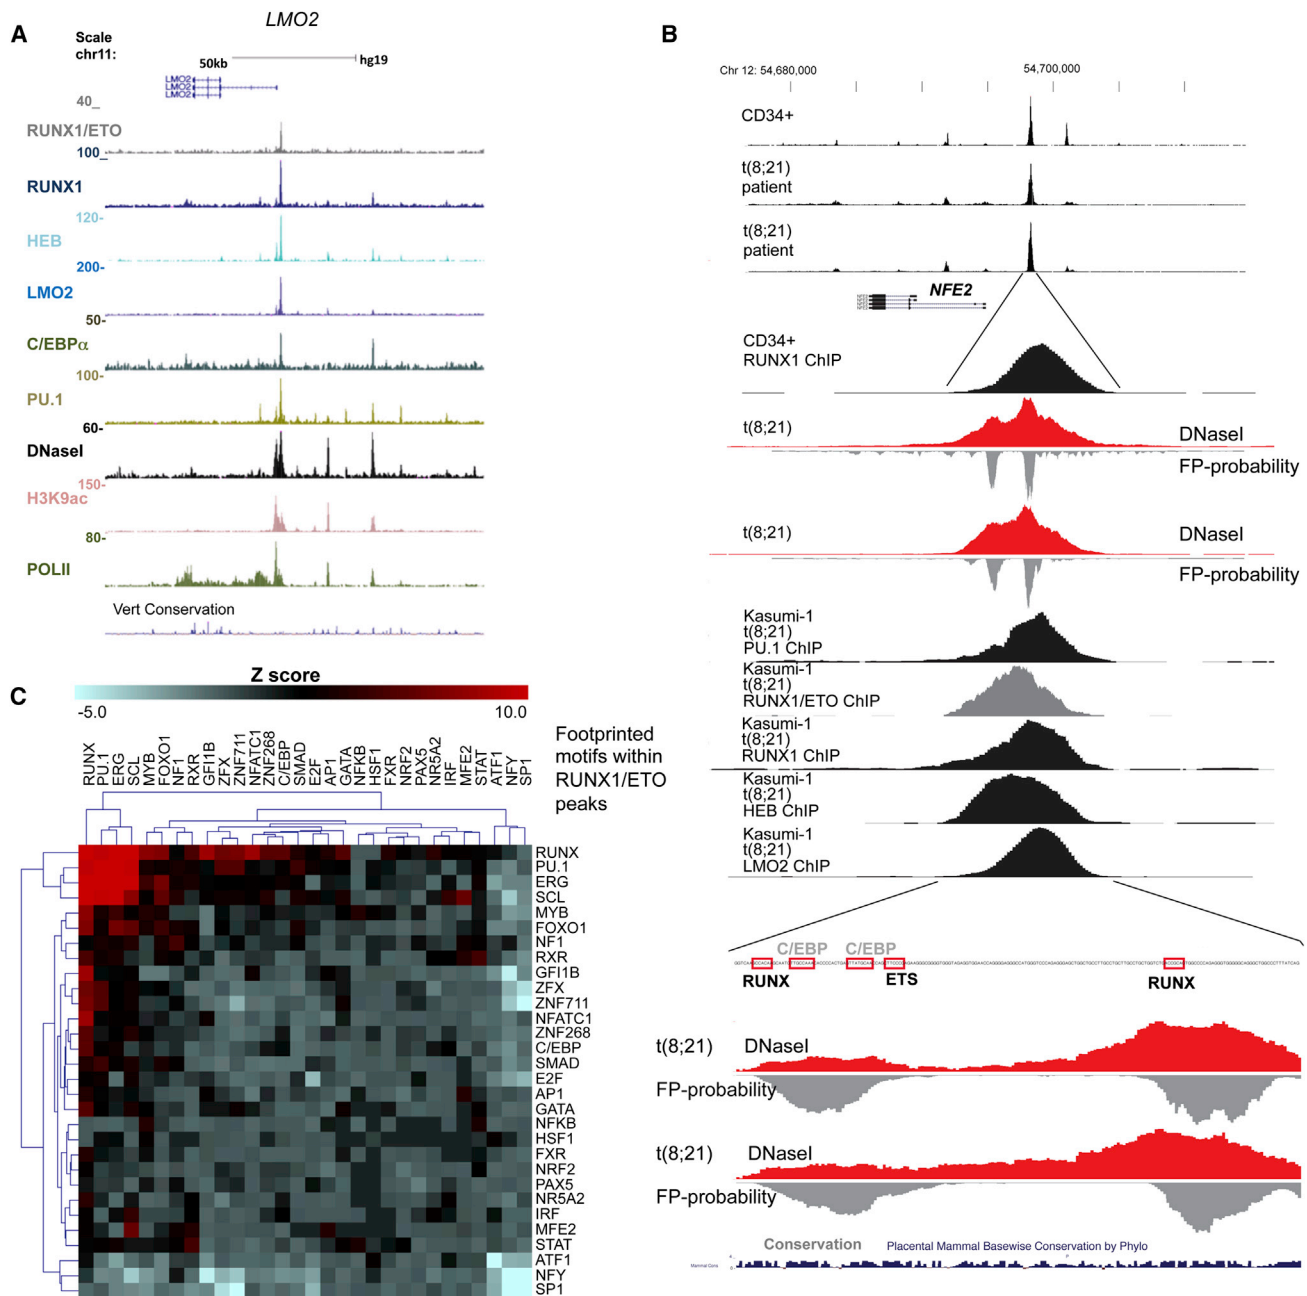 A
LMO2
Scale
chr11:
50kb
hg19
LMO2
LMO2
LMO2
40_
RUNX1/ETO
100_
RUNX1
120-
HEB
200-
LMO2
50-
C/EBPα
100-
PU.1
60-
DNaseI
150-
H3K9ac
80-
POLII
Vert Conservation
B
Chr 12: 54,680,000
54,700,000
CD34+
t(8;21)
patient
t(8;21)
patient
NFE2
NFE2
NFE2
NFE2
CD34+
RUNX1 ChIP
t(8;21)
DNaseI
FP-probability
t(8;21)
DNaseI
FP-probability
Kasumi-1
t(8;21)
PU.1 ChIP
Kasumi-1
t(8;21)
RUNX1/ETO ChIP
Kasumi-1
t(8;21)
RUNX1 ChIP
Kasumi-1
t(8;21)
HEB ChIP
Kasumi-1
t(8;21)
LMO2 ChIP
C/EBP
C/EBP
RUNX
ETS
RUNX
t(8;21)
DNaseI
FP-probability
t(8;21)
DNaseI
FP-probability
Conservation
Placental Mammal Basewise Conservation by Phylo
Mammal Cons
C
Z score
-5.0
10.0
Footprinted
motifs within
RUNX1/ETO
peaks
RUNX
PU.1
ERG
SCL
MYB
FOXO1
NF1
RXR
GFI1B
ZFX
ZNF711
NFATC1
ZNF268
C/EBP
SMAD
E2F
AP1
GATA
NFKB
HSF1
FXR
NRF2
PAX5
NR5A2
IRF
MFE2
STAT
ATF1
NFY
SP1
RUNX
PU.1
ERG
SCL
MYB
FOXO1
NF1
RXR
GFI1B
ZFX
ZNF711
NFATC1
ZNF268
C/EBP
SMAD
E2F
AP1
GATA
NFKB
HSF1
FXR
NRF2
PAX5
NR5A2
IRF
MFE2
STAT
ATF1
NFY
SP1